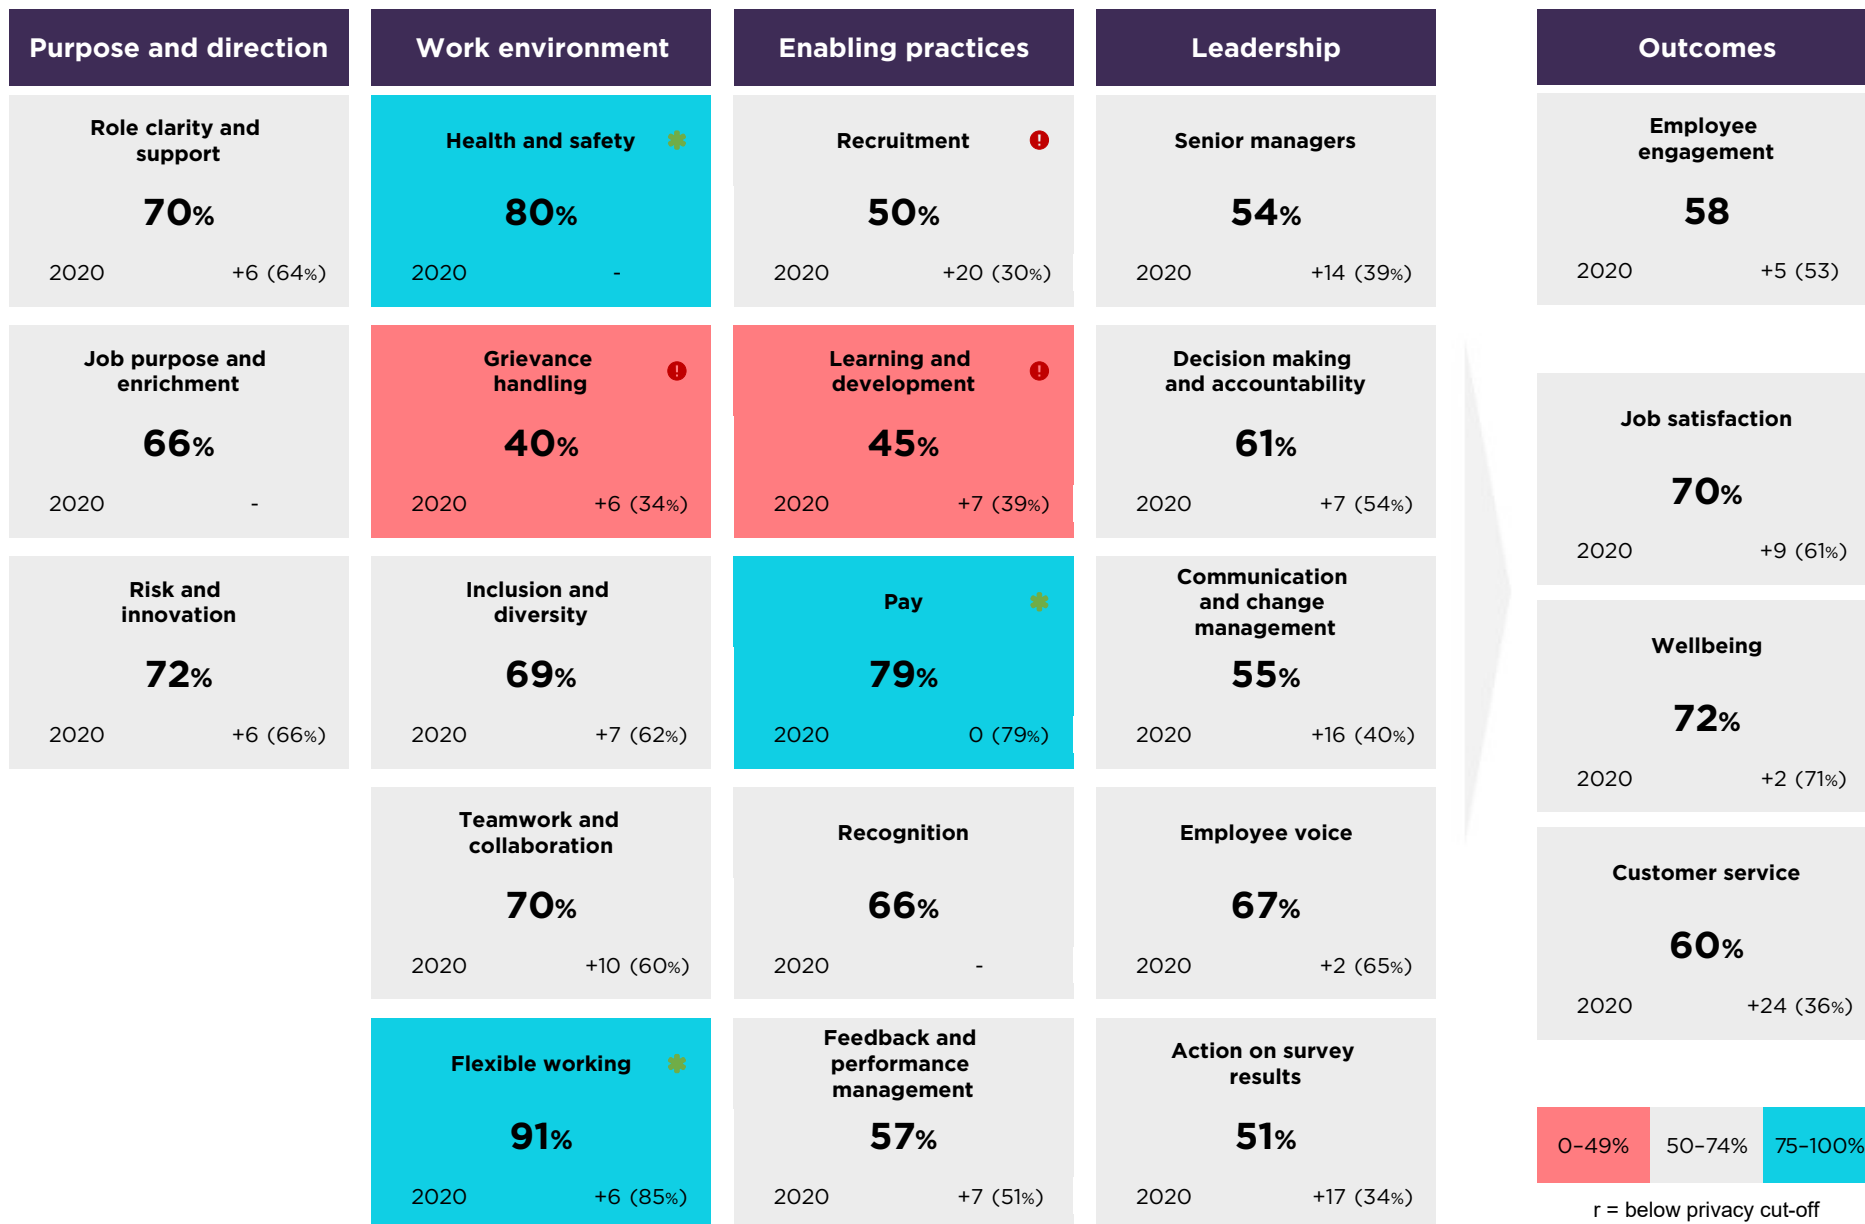 Purpose and direction
Role clarity and
support
70%
2020 +6 (64%)
Job purpose and
enrichment
66%
2020 -
Risk and
innovation
72%
2020 +6 (66%)
Work environment
Health and safety
80%
2020 -
Grievance
handling
40%
2020 +6 (34%)
Inclusion and
diversity
69%
2020 +7 (62%)
Teamwork and
collaboration
70%
2020 +10 (60%)
Flexible working
91%
2020 +6 (85%)
Enabling practices
Recruitment
50%
2020 +20 (30%)
Learning and
development
45%
2020 +7 (39%)
Pay
79%
2020 0 (79%)
Recognition
66%
2020 -
Feedback and
performance
management
57%
2020 +7 (51%)
Leadership
Senior managers
54%
2020 +14 (39%)
Decision making
and accountability
61%
2020 +7 (54%)
Communication
and change
management
55%
2020 +16 (40%)
Employee voice
67%
2020 +2 (65%)
Action on survey
results
51%
2020 +17 (34%)
Outcomes
Employee
engagement
58
2020 +5 (53)
Job satisfaction
70%
2020 +9 (61%)
Wellbeing
72%
2020 +2 (71%)
Customer service
60%
2020 +24 (36%)
0–49% 50–74% 75–100%
r = below privacy cut-off